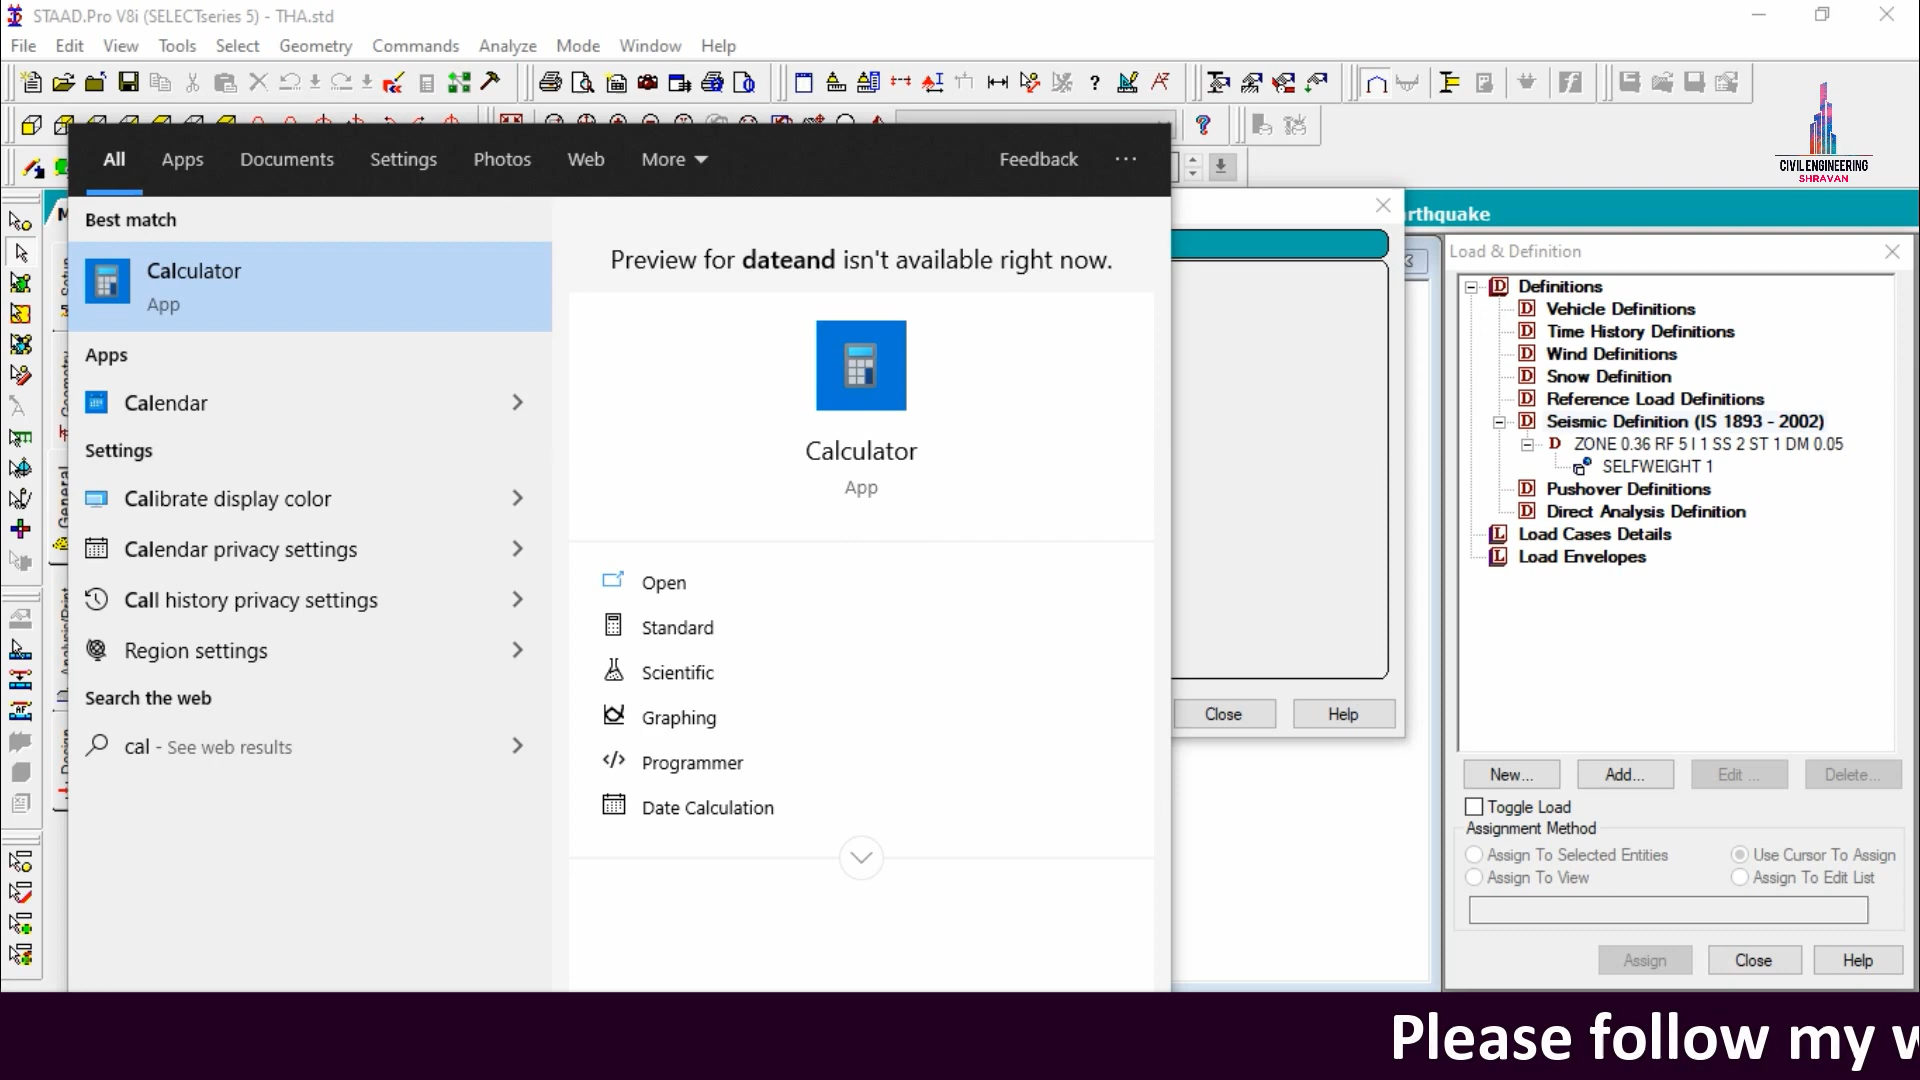 STAAD.Pro V8i (SELECTseries 5) - THA.std
File Edit View Tools Select Geometry Commands Analyze Mode Window Help
CIVIL ENGINEERING
SHRAVAN
All Apps Documents Settings Photos Web More Feedback
Best match
Calculator
App
Apps
Calendar
Settings
Calibrate display color
Calendar privacy settings
Call history privacy settings
Region settings
Search the web
cal - See web results
Preview for dateand isn't available right now.
Calculator
App
Open
Standard
Scientific
Graphing
Programmer
Date Calculation
Close Help
rthquake
Load & Definition
Definitions
Vehicle Definitions
Time History Definitions
Wind Definitions
Snow Definition
Reference Load Definitions
Seismic Definition (IS 1893 - 2002)
ZONE 0.36 RF 5 I 1 SS 2 ST 1 DM 0.05
SELFWEIGHT 1
Pushover Definitions
Direct Analysis Definition
Load Cases Details
Load Envelopes
New... Add... Edit ... Delete...
Toggle Load
Assignment Method
Assign To Selected Entities Use Cursor To Assign
Assign To View Assign To Edit List
Assign Close Help
General
Please follow my w